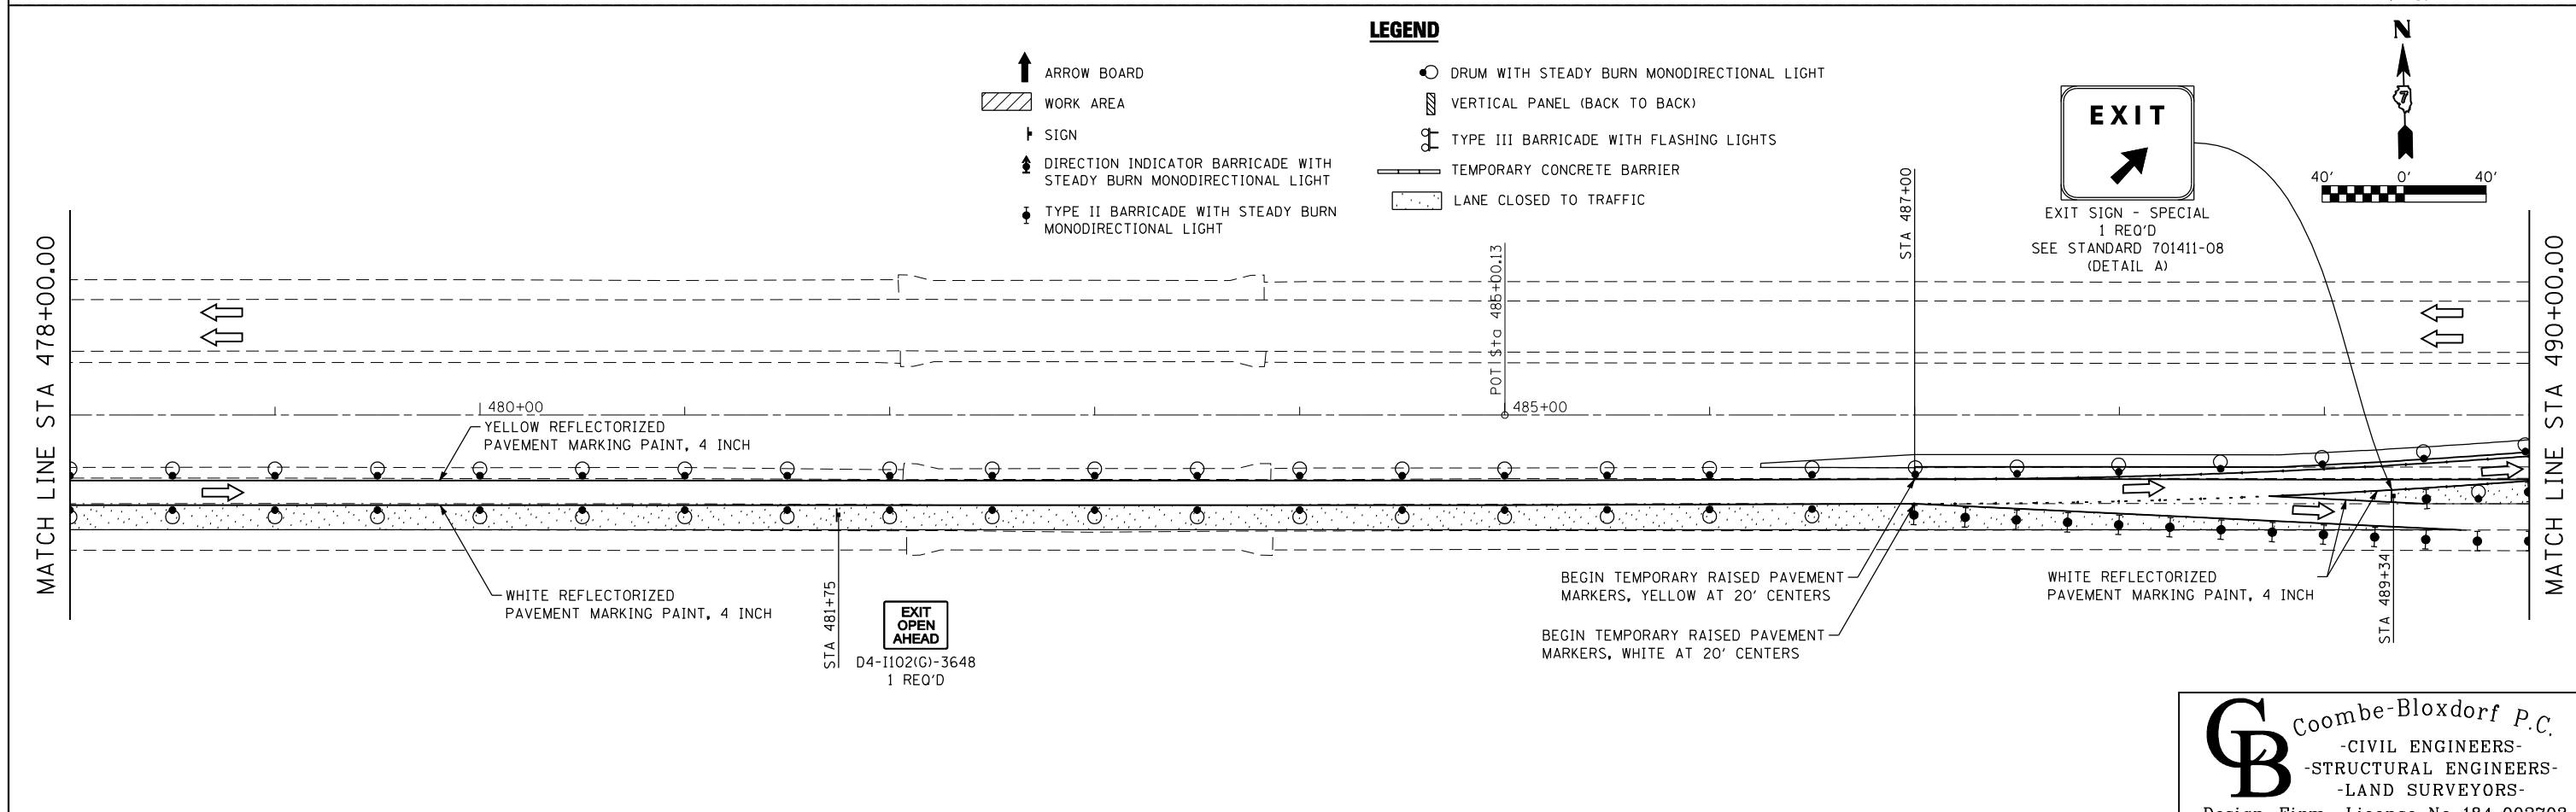 LEGEND
ARROW BOARD
WORK AREA
SIGN
DIRECTION INDICATOR BARRICADE WITH
STEADY BURN MONODIRECTIONAL LIGHT
TYPE II BARRICADE WITH STEADY BURN
MONODIRECTIONAL LIGHT
DRUM WITH STEADY BURN MONODIRECTIONAL LIGHT
VERTICAL PANEL (BACK TO BACK)
TYPE III BARRICADE WITH FLASHING LIGHTS
TEMPORARY CONCRETE BARRIER
LANE CLOSED TO TRAFFIC
EXIT
EXIT SIGN - SPECIAL
1 REQ'D
SEE STANDARD 701411-08
(DETAIL A)
N
7
40' 0' 40'
MATCH LINE STA 478+00.00
POT Sta 485+00.13
STA 487+00
MATCH LINE STA 490+00.00
480+00
485+00
YELLOW REFLECTORIZED
PAVEMENT MARKING PAINT, 4 INCH
WHITE REFLECTORIZED
PAVEMENT MARKING PAINT, 4 INCH
STA 481+75
EXIT
OPEN
AHEAD
D4-I102(G)-3648
1 REQ'D
BEGIN TEMPORARY RAISED PAVEMENT
MARKERS, YELLOW AT 20' CENTERS
BEGIN TEMPORARY RAISED PAVEMENT
MARKERS, WHITE AT 20' CENTERS
WHITE REFLECTORIZED
PAVEMENT MARKING PAINT, 4 INCH
STA 489+34
CB
Coombe-Bloxdorf P.C.
-CIVIL ENGINEERS-
-STRUCTURAL ENGINEERS-
-LAND SURVEYORS-
Design Firm License No.